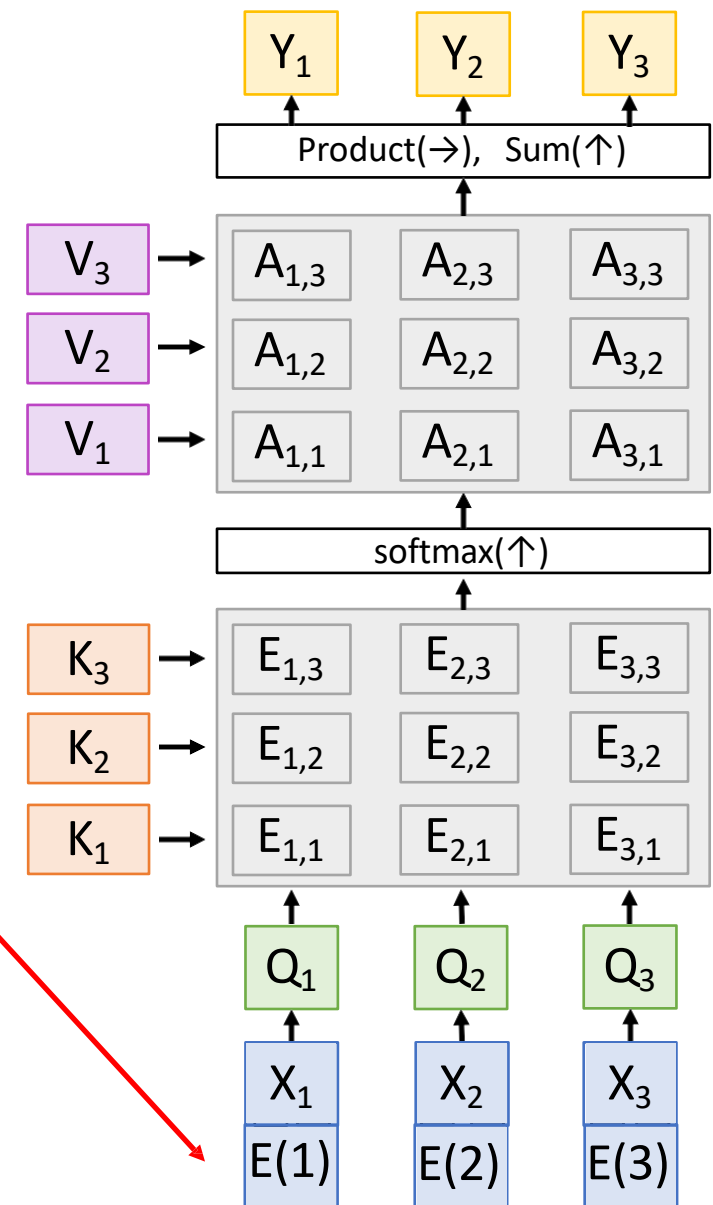 Y₁ Y₂ Y₃
Product(→), Sum(↑)
V₃ A₁,₃ A₂,₃ A₃,₃
V₂ A₁,₂ A₂,₂ A₃,₂
V₁ A₁,₁ A₂,₁ A₃,₁
softmax(↑)
K₃ E₁,₃ E₂,₃ E₃,₃
K₂ E₁,₂ E₂,₂ E₃,₂
K₁ E₁,₁ E₂,₁ E₃,₁
Q₁ Q₂ Q₃
X₁ X₂ X₃
E(1) E(2) E(3)